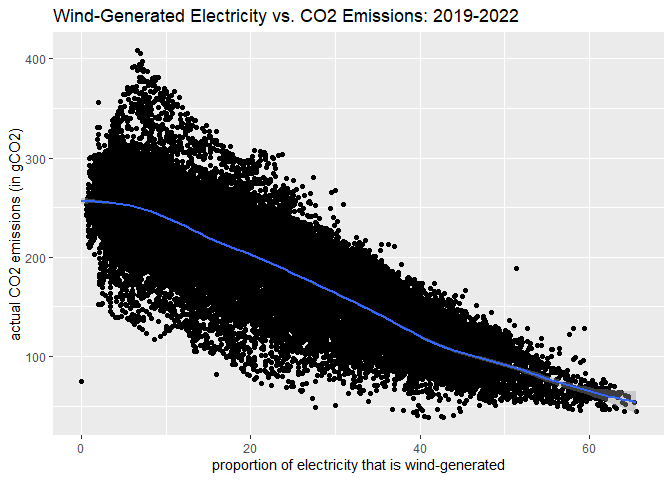 Wind-Generated Electricity vs. CO2 Emissions: 2019-2022
400
300
200
100
actual CO2 emissions (in gCO2)
0
20
40
60
proportion of electricity that is wind-generated